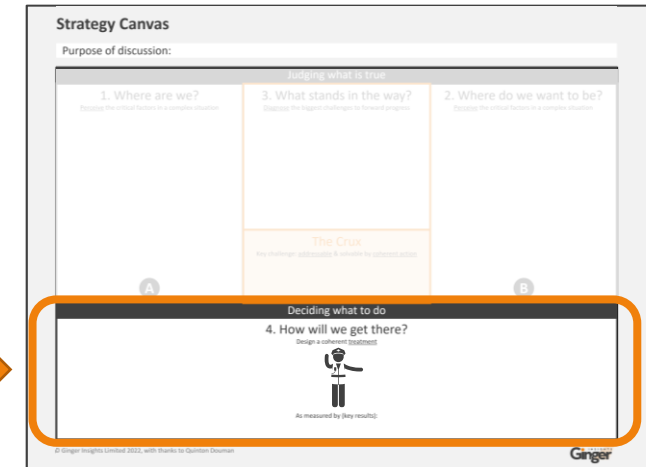 Strategy Canvas
Purpose of discussion:
Judging what is true
1. Where are we?
Perceive the critical factors in a complex situation
3. What stands in the way?
Diagnose the biggest challenges to forward progress
2. Where do we want to be?
Perceive the critical factors in a complex situation
The Crux
Key challenge: addressable & solvable by coherent action
A
B
Deciding what to do
4. How will we get there?
Design a coherent treatment
As measured by (key results):
© Ginger Insights Limited 2022, with thanks to Quinton Douman
Ginger